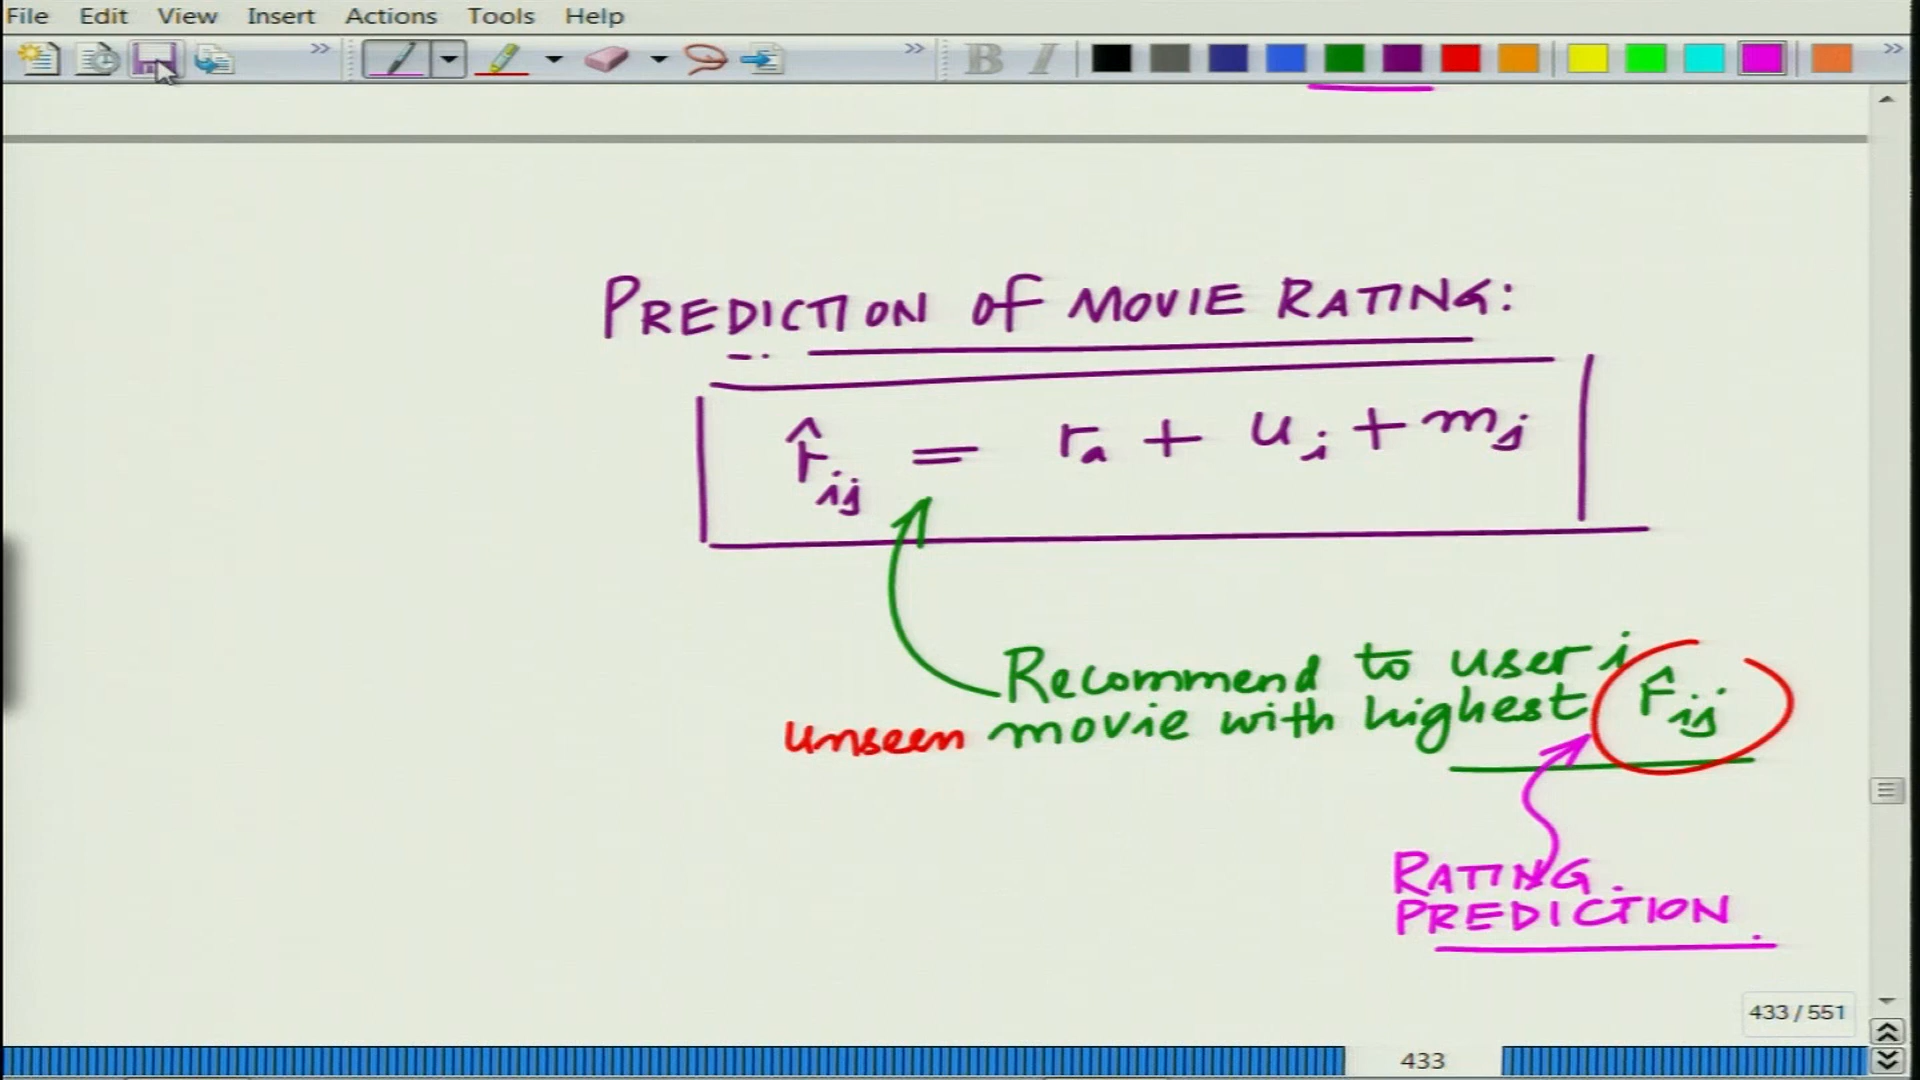 File Edit View Insert Actions Tools Help
B I
PREDICTION OF MOVIE RATING:
r̂ij = ra + ui + mj
Recommend to user i
unseen movie with highest r̂ij
RATING
PREDICTION.
433 / 551
433